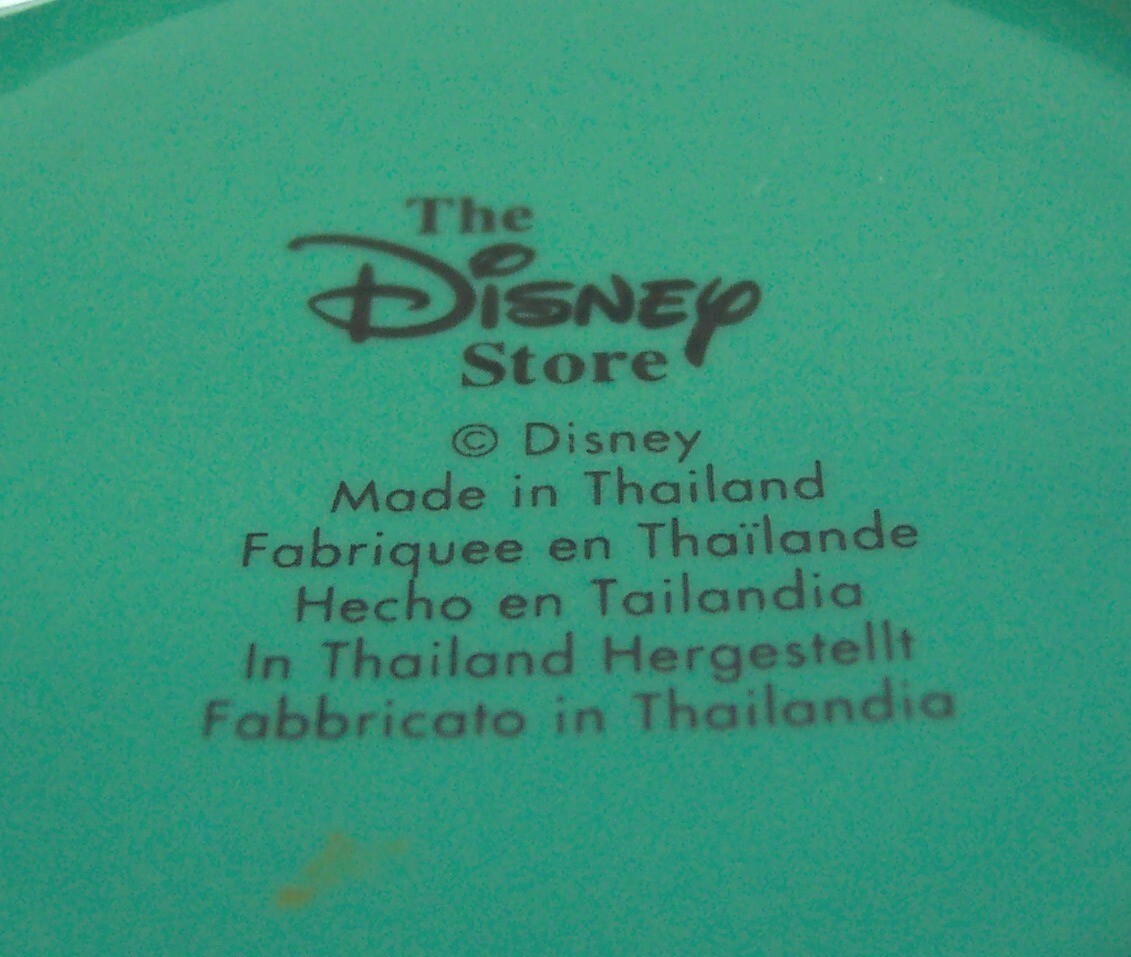 The
Disney
Store
© Disney
Made in Thailand
Fabriquee en Thaïlande
Hecho en Tailandia
In Thailand Hergestellt
Fabbricato in Thailandia